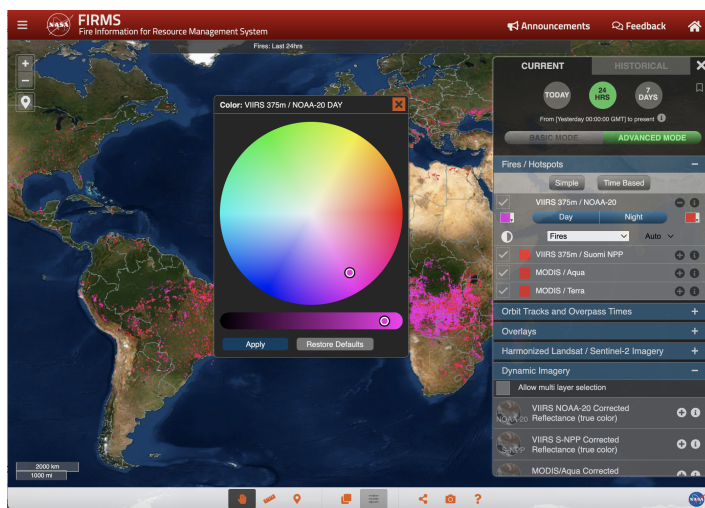 NASA
FIRMS
Fire Information for Resource Management System
Announcements
Feedback
Fires: Last 24hrs
CURRENT
HISTORICAL
TODAY
24 HRS
7 DAYS
From [Yesterday 00:00:00 GMT] to present
BASIC MODE
ADVANCED MODE
Color: VIIRS 375m / NOAA-20 DAY
Apply
Restore Defaults
Fires / Hotspots
Simple
Time Based
VIIRS 375m / NOAA-20
Day
Night
Fires
Auto
VIIRS 375m / Suomi NPP
MODIS / Aqua
MODIS / Terra
Orbit Tracks and Overpass Times
Overlays
Harmonized Landsat / Sentinel-2 Imagery
Dynamic Imagery
Allow multi layer selection
NOAA-20
VIIRS NOAA-20 Corrected
Reflectance (true color)
S-NPP
VIIRS S-NPP Corrected
Reflectance (true color)
MODIS/Aqua Corrected
2000 km
1000 mi
NASA